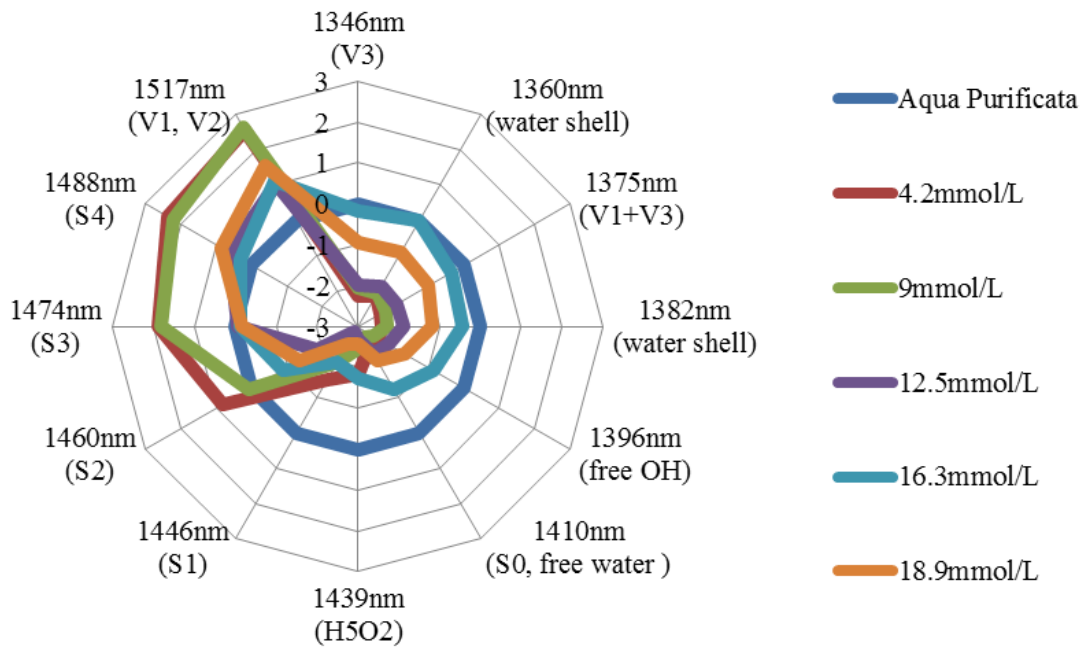 1346nm
(V3)
1360nm
(water shell)
1375nm
(V1+V3)
1382nm
(water shell)
1396nm
(free OH)
1410nm
(S0, free water )
1439nm
(H5O2)
1446nm
(S1)
1460nm
(S2)
1474nm
(S3)
1488nm
(S4)
1517nm
(V1, V2)
3
2
1
0
-1
-2
-3
Aqua Purificata
4.2mmol/L
9mmol/L
12.5mmol/L
16.3mmol/L
18.9mmol/L